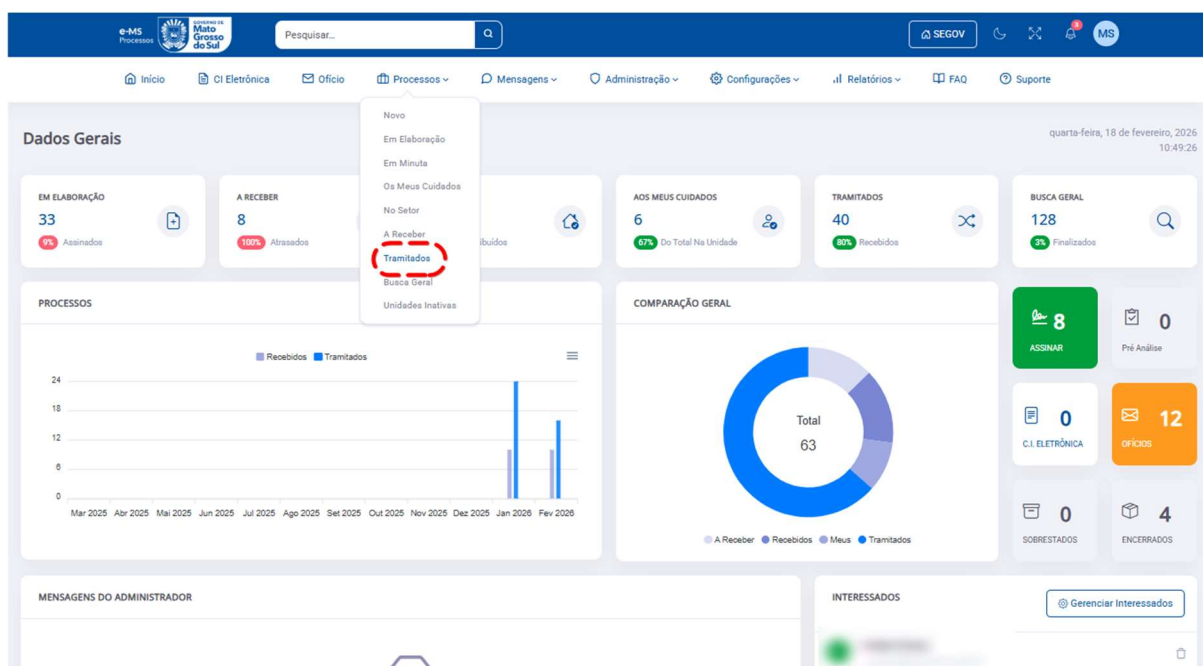 e-MS
Processos
GOVERNO DE
Mato
Grosso
do Sul
Pesquisar...
SEGOV
3
MS
Início
CI Eletrônica
Ofício
Processos
Mensagens
Administração
Configurações
Relatórios
FAQ
Suporte
Novo
Em Elaboração
Em Minuta
Os Meus Cuidados
No Setor
A Receber
Tramitados
Busca Geral
Unidades Inativas
Dados Gerais
quarta-feira, 18 de fevereiro, 2026
10:49:26
EM ELABORAÇÃO
33
9% Assinados
A RECEBER
8
100% Atrasados
ibuídos
AOS MEUS CUIDADOS
6
67% Do Total Na Unidade
TRAMITADOS
40
80% Recebidos
BUSCA GERAL
128
3% Finalizados
PROCESSOS
Recebidos Tramitados
24
18
12
6
0
Mar 2025 Abr 2025 Mai 2025 Jun 2025 Jul 2025 Ago 2025 Set 2025 Out 2025 Nov 2025 Dez 2025 Jan 2026 Fev 2026
COMPARAÇÃO GERAL
Total
63
A Receber Recebidos Meus Tramitados
8
ASSINAR
0
Pré Análise
0
C.I. ELETRÔNICA
12
OFÍCIOS
0
SOBRESTADOS
4
ENCERRADOS
MENSAGENS DO ADMINISTRADOR
INTERESSADOS
Gerenciar Interessados